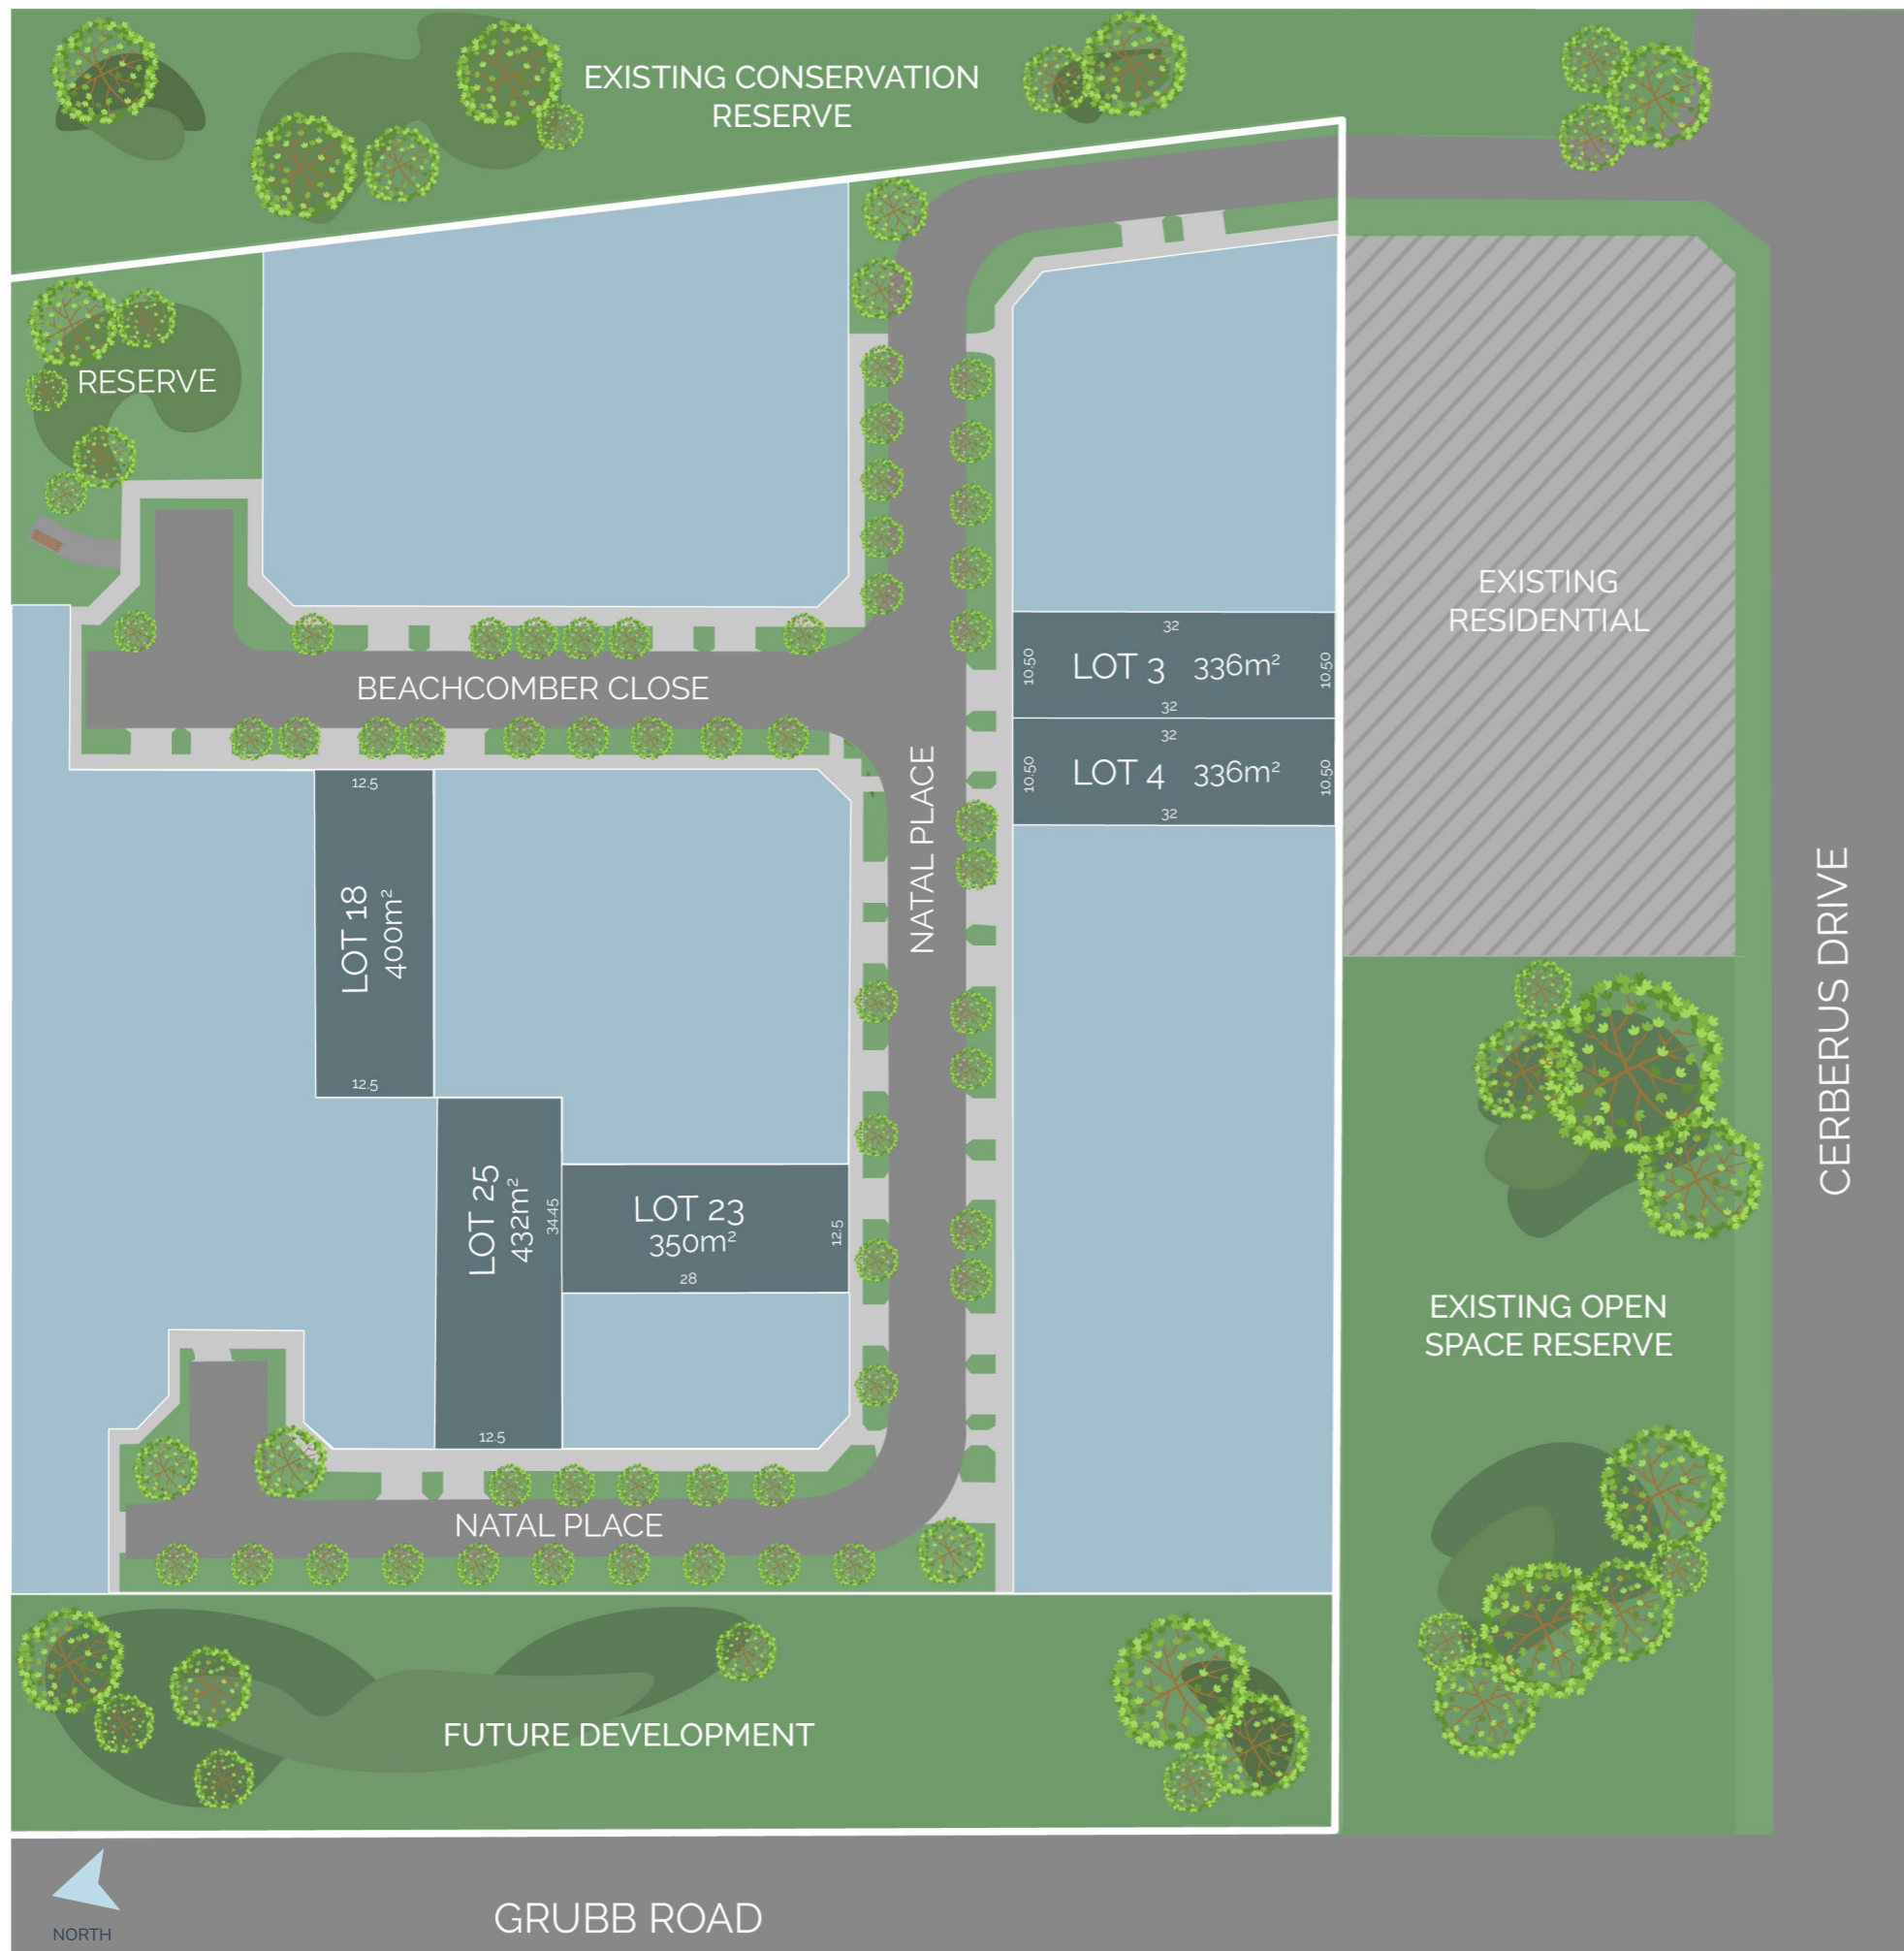 EXISTING CONSERVATION
RESERVE
RESERVE
EXISTING
RESIDENTIAL
32
10.50
LOT 3 336m²
10.50
32
BEACHCOMBER CLOSE
32
10.50
LOT 4 336m²
10.50
32
NATAL PLACE
12.5
LOT 18
400m²
12.5
CERBERUS DRIVE
LOT 25
432m²
34.45
12.5
LOT 23
350m²
12.5
28
EXISTING OPEN
SPACE RESERVE
NATAL PLACE
FUTURE DEVELOPMENT
NORTH
GRUBB ROAD